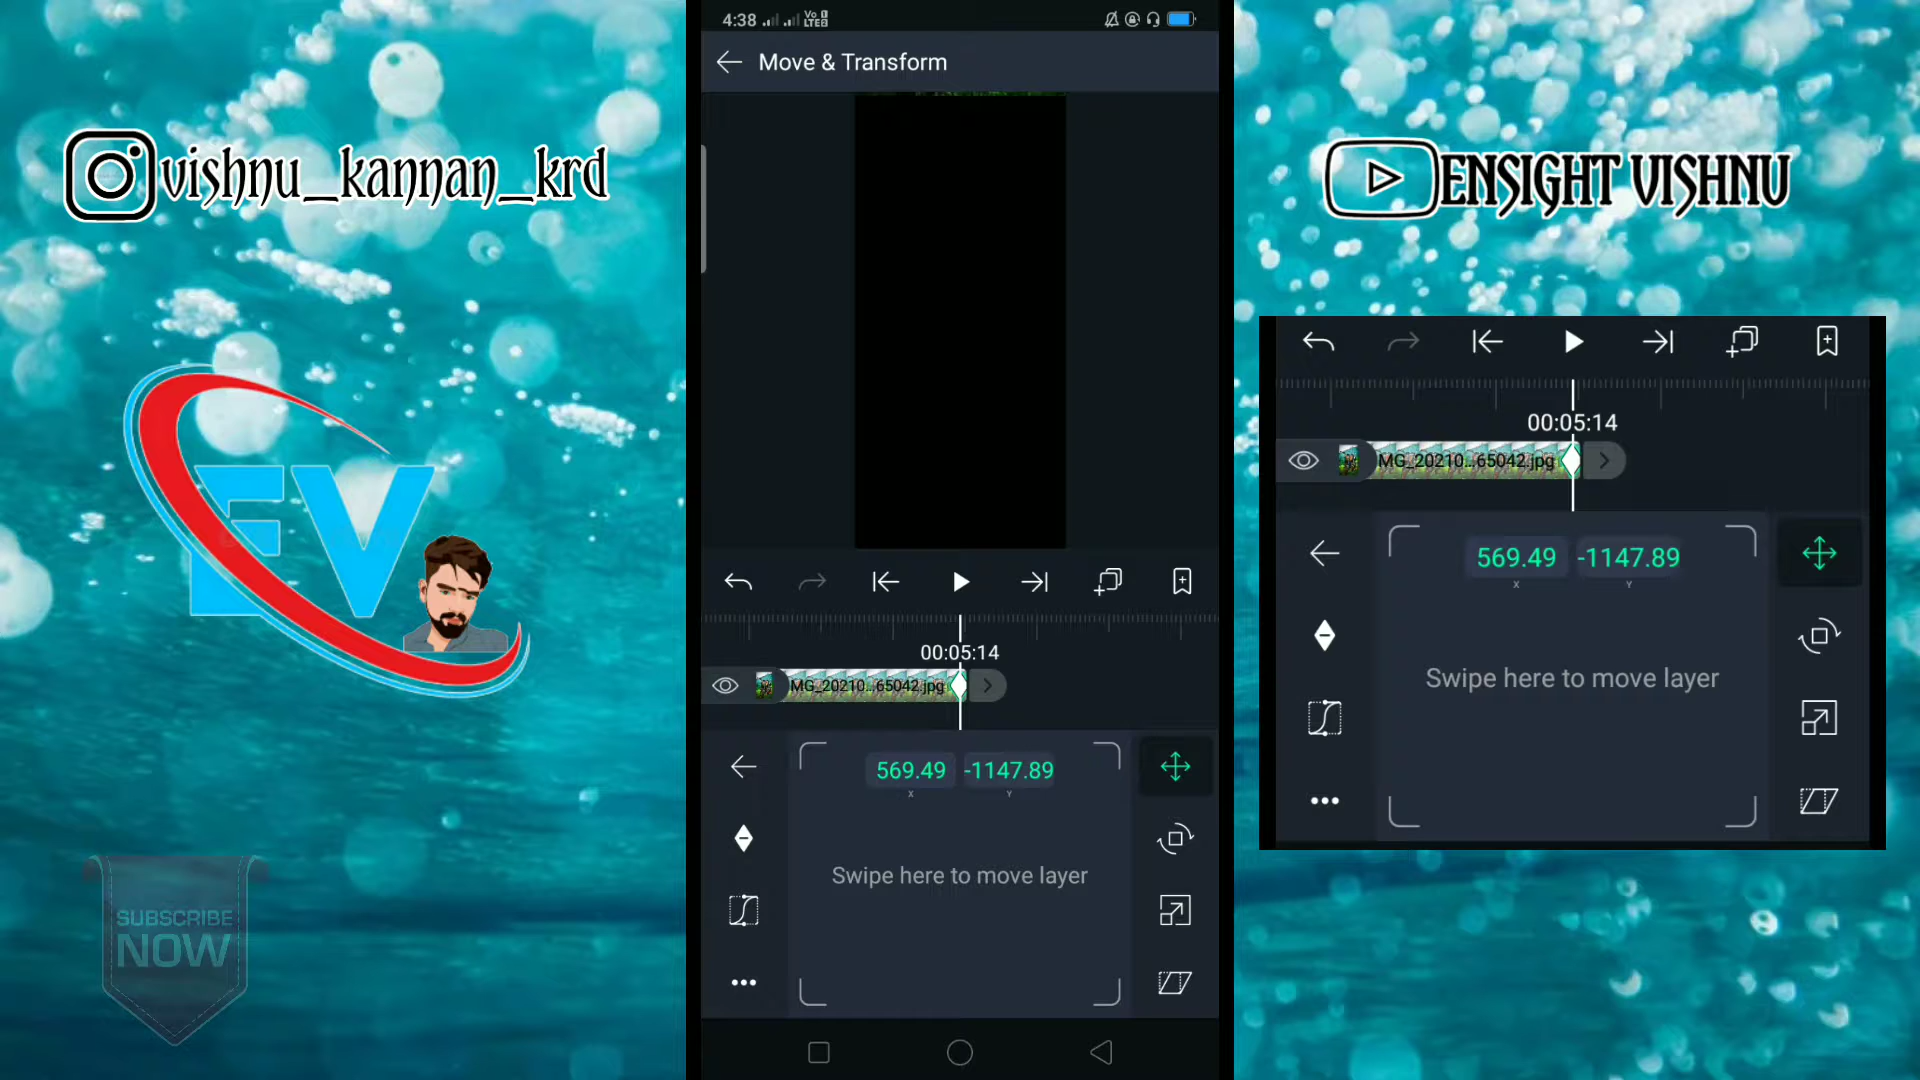 4:38
Vo LTE
Move & Transform
vishnu_kannan_krd
ENSIGHT VISHNU
EV
SUBSCRIBE
NOW
00:05:14
MG_20210...65042.jpg
569.49 -1147.89
X Y
Swipe here to move layer
00:05:14
MG_20210...65042.jpg
569.49 -1147.89
X Y
Swipe here to move layer